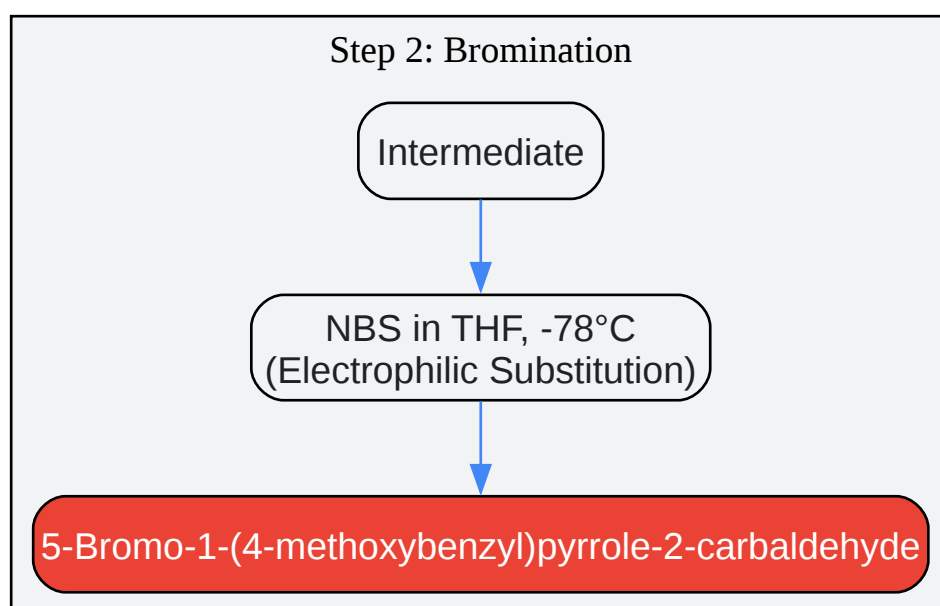 Step 2: Bromination
Intermediate
NBS in THF, -78°C
(Electrophilic Substitution)
5-Bromo-1-(4-methoxybenzyl)pyrrole-2-carbaldehyde